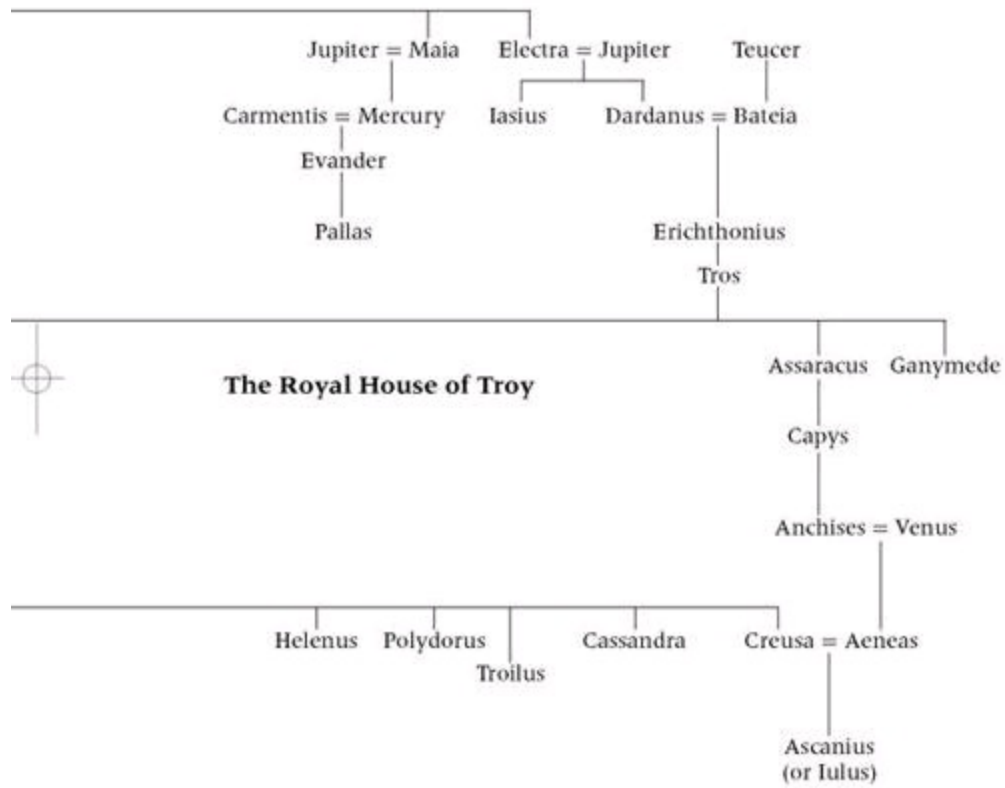 Jupiter = Maia Electra = Jupiter Teucer
Carmentis = Mercury Iasius Dardanus = Bateia
Evander
Pallas Erichthonius
Tros
Assaracus Ganymede
The Royal House of Troy
Capys
Anchises = Venus
Helenus Polydorus Cassandra Creusa = Aeneas
Troilus
Ascanius
(or Iulus)